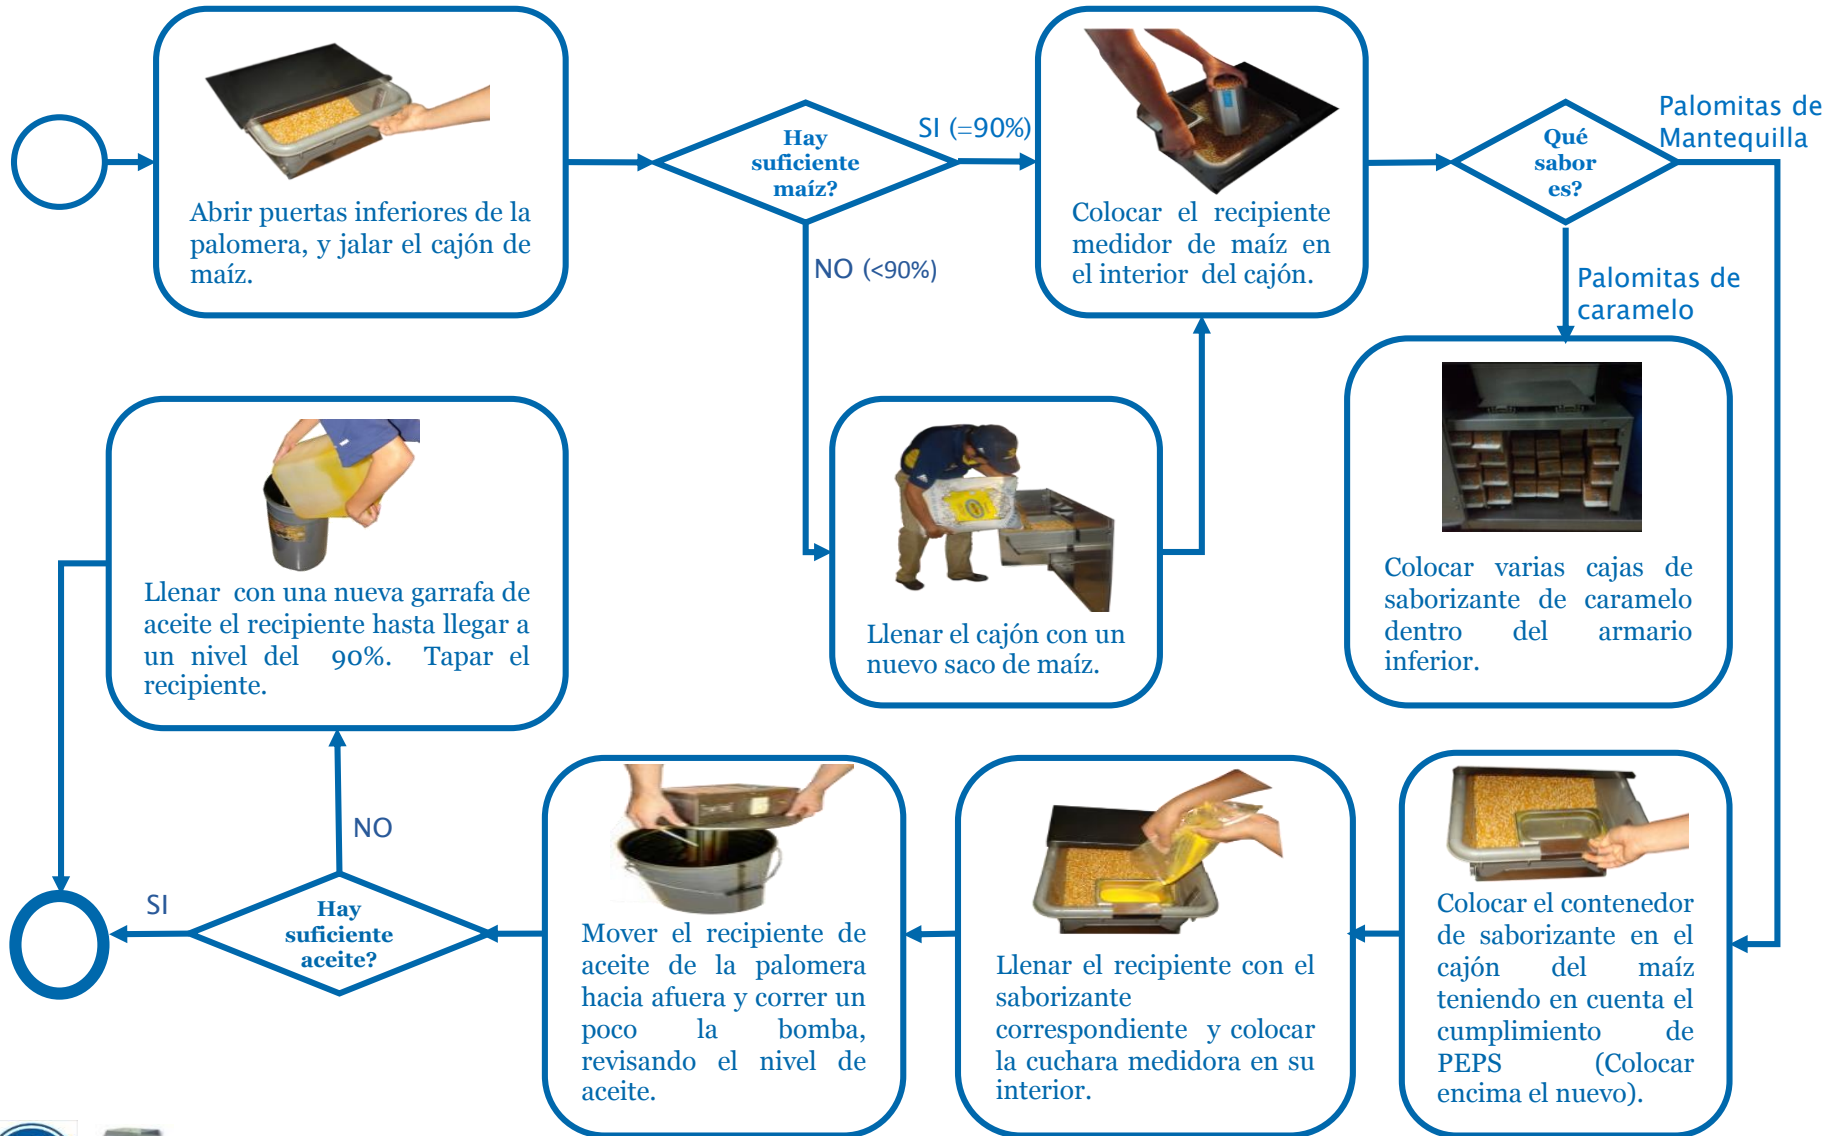 Abrir puertas inferiores de la
palomera, y jalar el cajón de
maíz.
Hay
suficiente
maíz?
SI (=90%)
NO (<90%)
Colocar el recipiente
medidor de maíz en
el interior del cajón.
Qué
sabor
es?
Palomitas de
Mantequilla
Palomitas de
caramelo
Llenar el cajón con un
nuevo saco de maíz.
Colocar varias cajas de
saborizante de caramelo
dentro del armario
inferior.
Colocar el contenedor
de saborizante en el
cajón del maíz
teniendo en cuenta el
cumplimiento de
PEPS (Colocar
encima el nuevo).
Llenar el recipiente con el
saborizante
correspondiente y colocar
la cuchara medidora en su
interior.
Mover el recipiente de
aceite de la palomera
hacia afuera y correr un
poco la bomba,
revisando el nivel de
aceite.
Hay
suficiente
aceite?
NO
SI
Llenar con una nueva garrafa de
aceite el recipiente hasta llegar a
un nivel del 90%. Tapar el
recipiente.